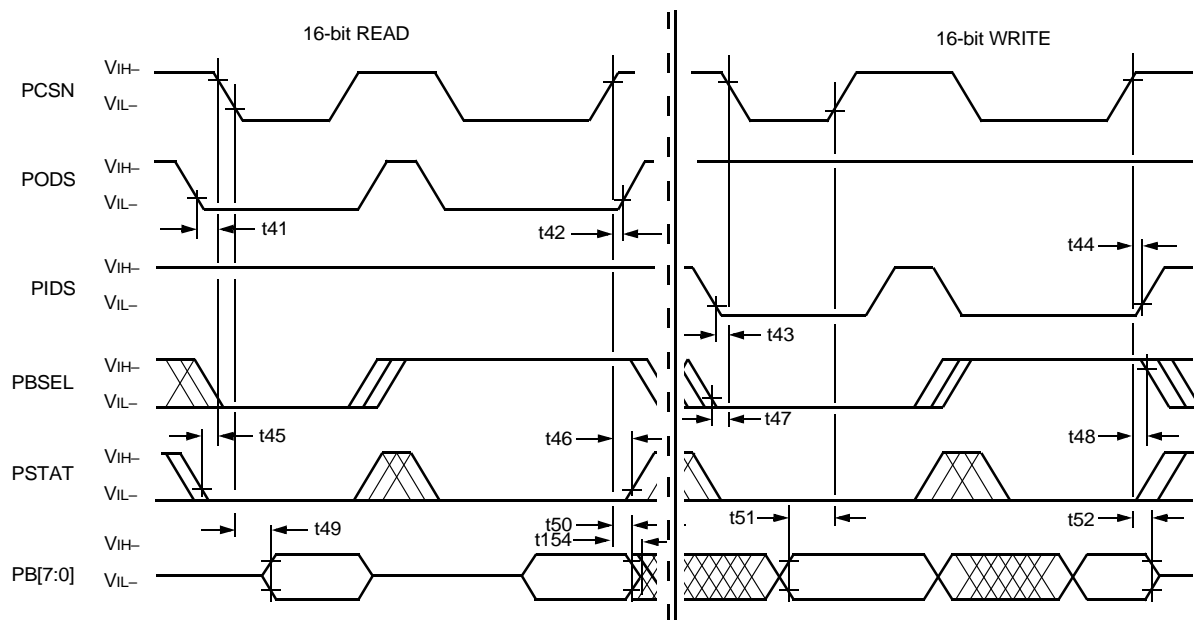 16-bit READ
16-bit WRITE
PCSN
VIH–
VIL–
PODS
VIH–
VIL–
t41
t42
t44
PIDS
VIH–
VIL–
t43
PBSEL
VIH–
VIL–
t45
t46
t47
t48
PSTAT
VIH–
VIL–
t49
t50
t154
t51
t52
PB[7:0]
VIH–
VIL–